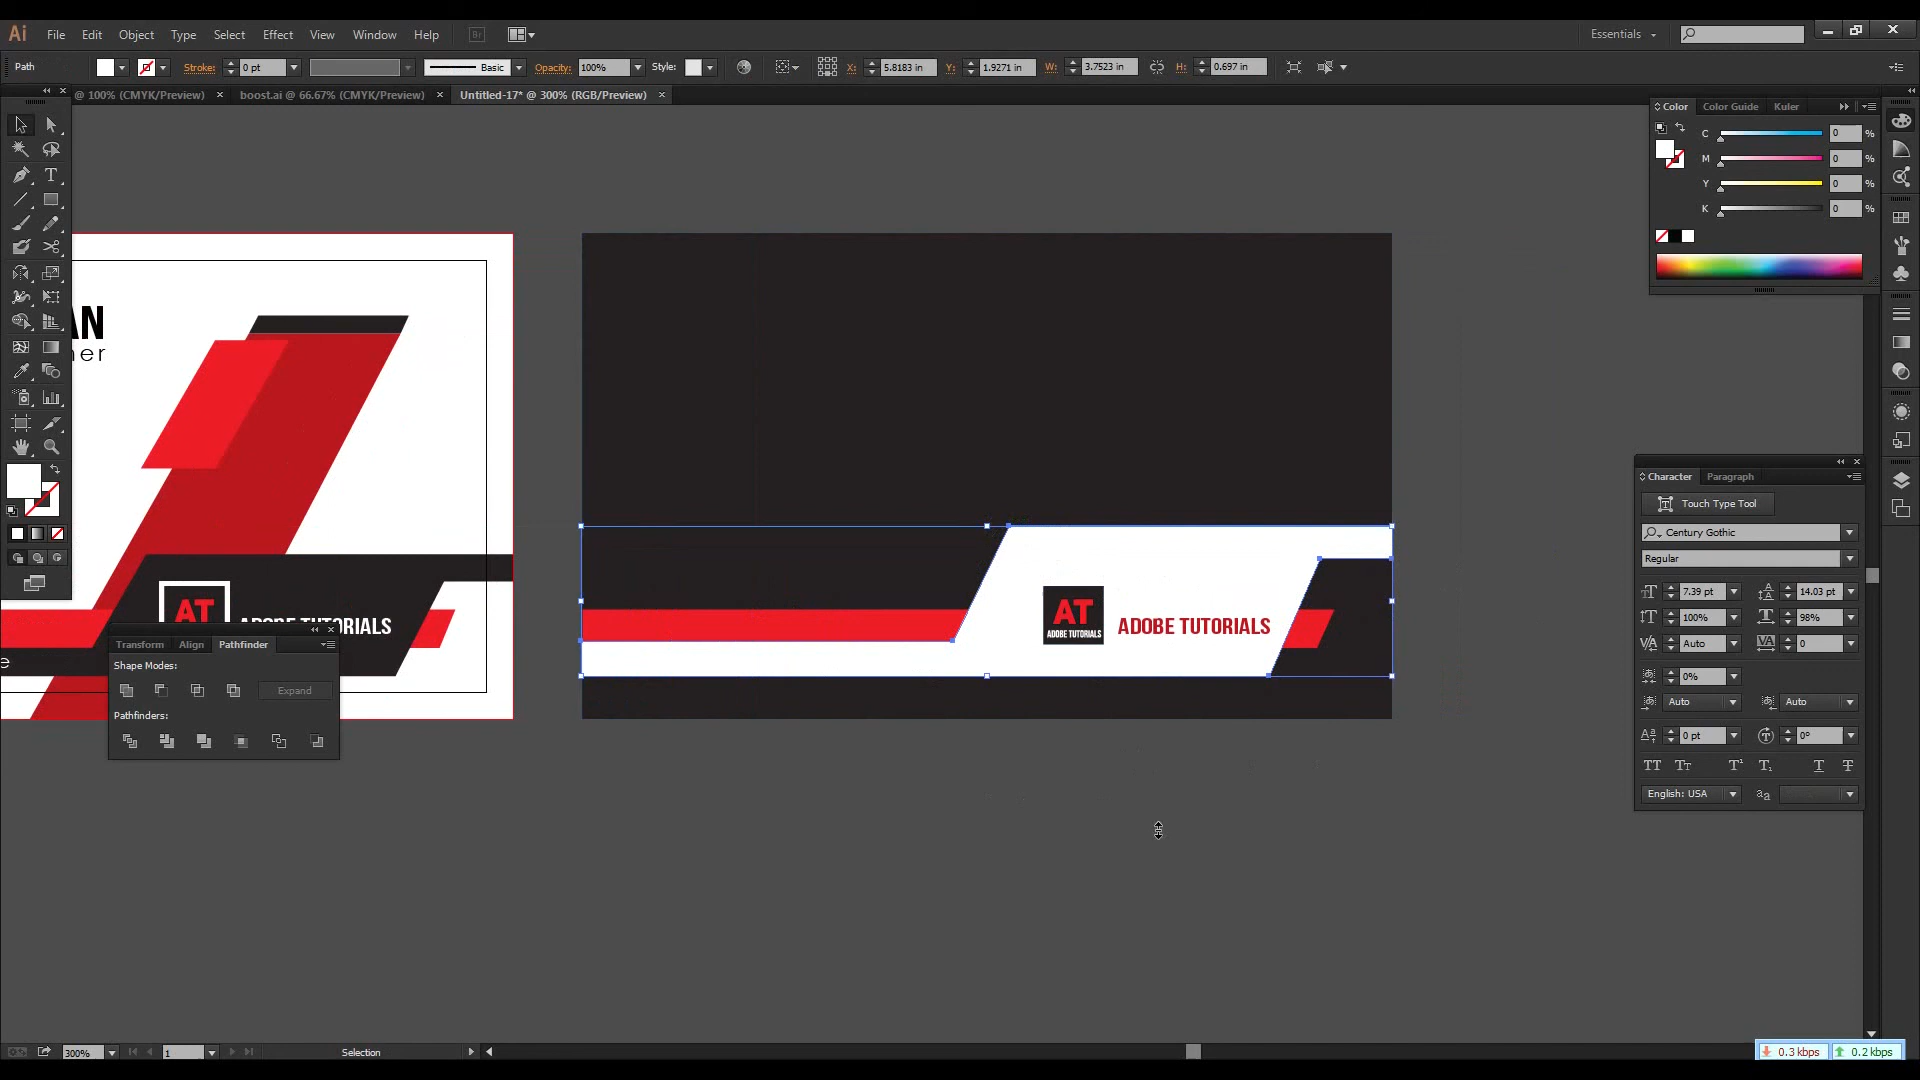 Ai File Edit Object Type Select Effect View Window Help Br Essentials
Path Stroke: 0 pt Basic Opacity: 100% Style: X: 5.8183 in Y: 1.9271 in W: 3.7523 in H: 0.697 in
@ 100% (CMYK/Preview) × boost.ai @ 66.67% (CMYK/Preview) × Untitled-17* @ 300% (RGB/Preview) ×
Color Color Guide Kuler
C 0 %
M 0 %
Y 0 %
K 0 %
AN
ner
AT
ADOBE TUTORIALS
e
AT
ADOBE TUTORIALS
ADOBE TUTORIALS
Transform Align Pathfinder
Shape Modes:
Expand
Pathfinders:
Character Paragraph
Touch Type Tool
Century Gothic
Regular
7.39 pt 14.03 pt
100% 98%
Auto 0
0%
Auto Auto
0 pt 0°
English: USA
300% 1 Selection
0.3 kbps 0.2 kbps